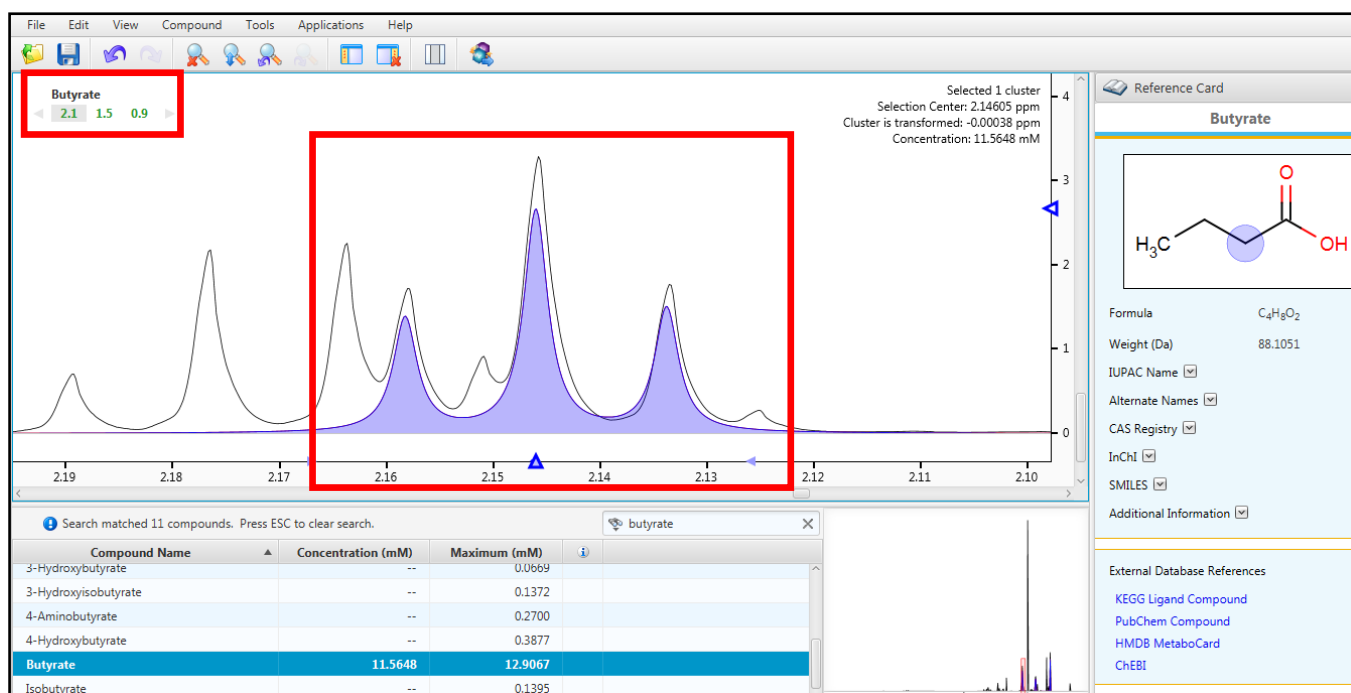 File Edit View Compound Tools Applications Help
Butyrate
2.1 1.5 0.9
Selected 1 cluster
Selection Center: 2.14605 ppm
Cluster is transformed: -0.00038 ppm
Concentration: 11.5648 mM
4
3
2
1
0
2.19 2.18 2.17 2.16 2.15 2.14 2.13 2.12 2.11 2.10
Search matched 11 compounds. Press ESC to clear search.
butyrate
Compound Name Concentration (mM) Maximum (mM)
3-Hydroxybutyrate -- 0.0669
3-Hydroxyisobutyrate -- 0.1372
4-Aminobutyrate -- 0.2700
4-Hydroxybutyrate -- 0.3877
Butyrate 11.5648 12.9067
Isobutyrate -- 0.1395
Reference Card
Butyrate
O
H₃C OH
Formula C₄H₈O₂
Weight (Da) 88.1051
IUPAC Name
Alternate Names
CAS Registry
InChI
SMILES
Additional Information
External Database References
KEGG Ligand Compound
PubChem Compound
HMDB MetaboCard
ChEBI